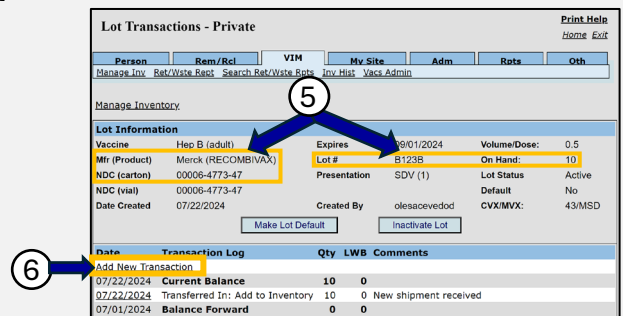 Lot Transactions - Private
Print Help
Home Exit
Person Rem/Rcl VIM My Site Adm Rpts Oth
Manage Inv Ret/Wste Rept Search Ret/Wste Rpts Inv Hist Vacs Admin
5
Manage Inventory
Lot Information
Vaccine Hep B (adult) Expires 09/01/2024 Volume/Dose: 0.5
Mfr (Product) Merck (RECOMBIVAX) Lot # B123B On Hand: 10
NDC (carton) 00006-4773-47 Presentation SDV (1) Lot Status Active
NDC (vial) 00006-4773-47 Default No
Date Created 07/22/2024 Created By olesacevedod CVX/MVX: 43/MSD
Make Lot Default Inactivate Lot
Date Transaction Log Qty LWB Comments
6 Add New Transaction
07/22/2024 Current Balance 10 0
07/22/2024 Transferred In: Add to Inventory 10 0 New shipment received
07/01/2024 Balance Forward 0 0